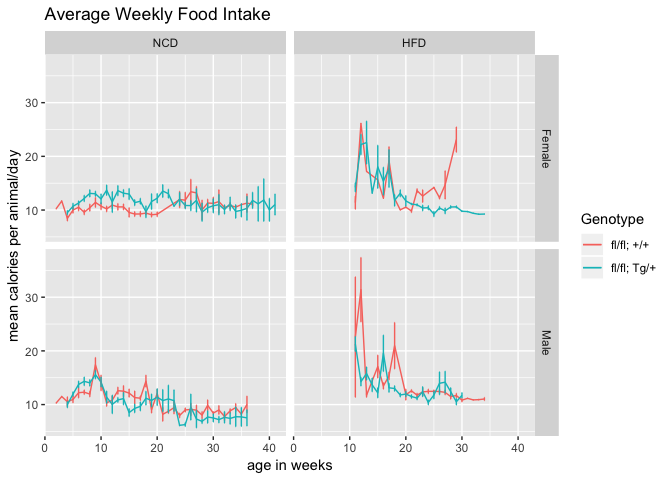 Average Weekly Food Intake
NCD
HFD
30
20
10
Female
30
20
10
Male
mean calories per animal/day
0
10
20
30
40
0
10
20
30
40
age in weeks
Genotype
fl/fl; +/+
fl/fl; Tg/+